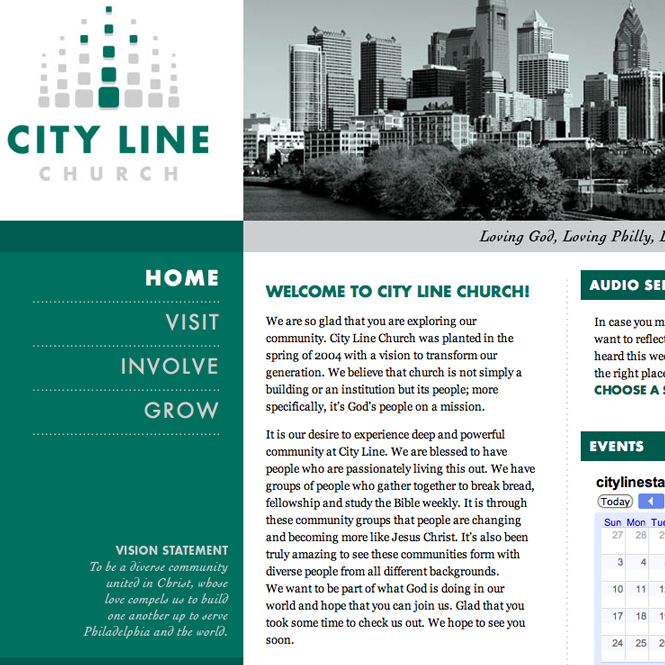 CITY LINE
CHURCH
Loving God, Loving Philly,
HOME
VISIT
INVOLVE
GROW
VISION STATEMENT
To be a diverse community
united in Christ, whose
love compels us to build
one another up to serve
Philadelphia and the world.
WELCOME TO CITY LINE CHURCH!
We are so glad that you are exploring our
community. City Line Church was planted in the
spring of 2004 with a vision to transform our
generation. We believe that church is not simply a
building or an institution but its people; more
specifically, it's God's people on a mission.
It is our desire to experience deep and powerful
community at City Line. We are blessed to have
people who are passionately living this out. We have
groups of people who gather together to break bread,
fellowship and study the Bible weekly. It is through
these community groups that people are changing
and becoming more like Jesus Christ. It's also been
truly amazing to see these communities form with
diverse people from all different backgrounds.
We want to be part of what God is doing in our
world and hope that you can join us. Glad that you
took some time to check us out. We hope to see you
soon.
AUDIO SE
In case you m
want to reflect
heard this wee
the right place
CHOOSE A S
EVENTS
citylinesta
Today
Sun Mon Tue
27 28
3 4
10 11
17 18
24 25